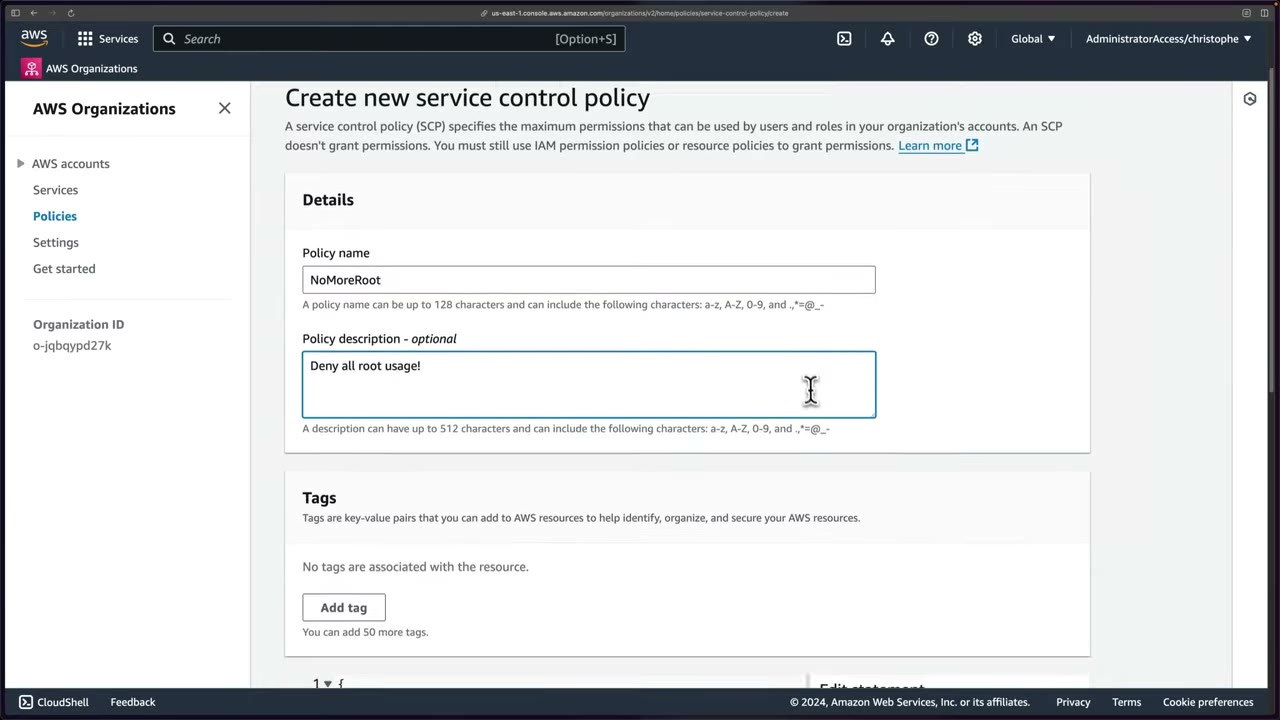 us-east-1.console.aws.amazon.com/organizations/v2/home/policies/service-control-policy/create
aws
Services
Search
[Option+S]
Global
AdministratorAccess/christophe
AWS Organizations
AWS Organizations
AWS accounts
Services
Policies
Settings
Get started
Organization ID
o-jqbqypd27k
Create new service control policy
A service control policy (SCP) specifies the maximum permissions that can be used by users and roles in your organization's accounts. An SCP
doesn't grant permissions. You must still use IAM permission policies or resource policies to grant permissions. Learn more
Details
Policy name
NoMoreRoot
A policy name can be up to 128 characters and can include the following characters: a-z, A-Z, 0-9, and .,*=@_-
Policy description - optional
Deny all root usage!
A description can have up to 512 characters and can include the following characters: a-z, A-Z, 0-9, and .,*=@_-
Tags
Tags are key-value pairs that you can add to AWS resources to help identify, organize, and secure your AWS resources.
No tags are associated with the resource.
Add tag
You can add 50 more tags.
1 {
Edit statement
CloudShell
Feedback
© 2024, Amazon Web Services, Inc. or its affiliates.
Privacy
Terms
Cookie preferences